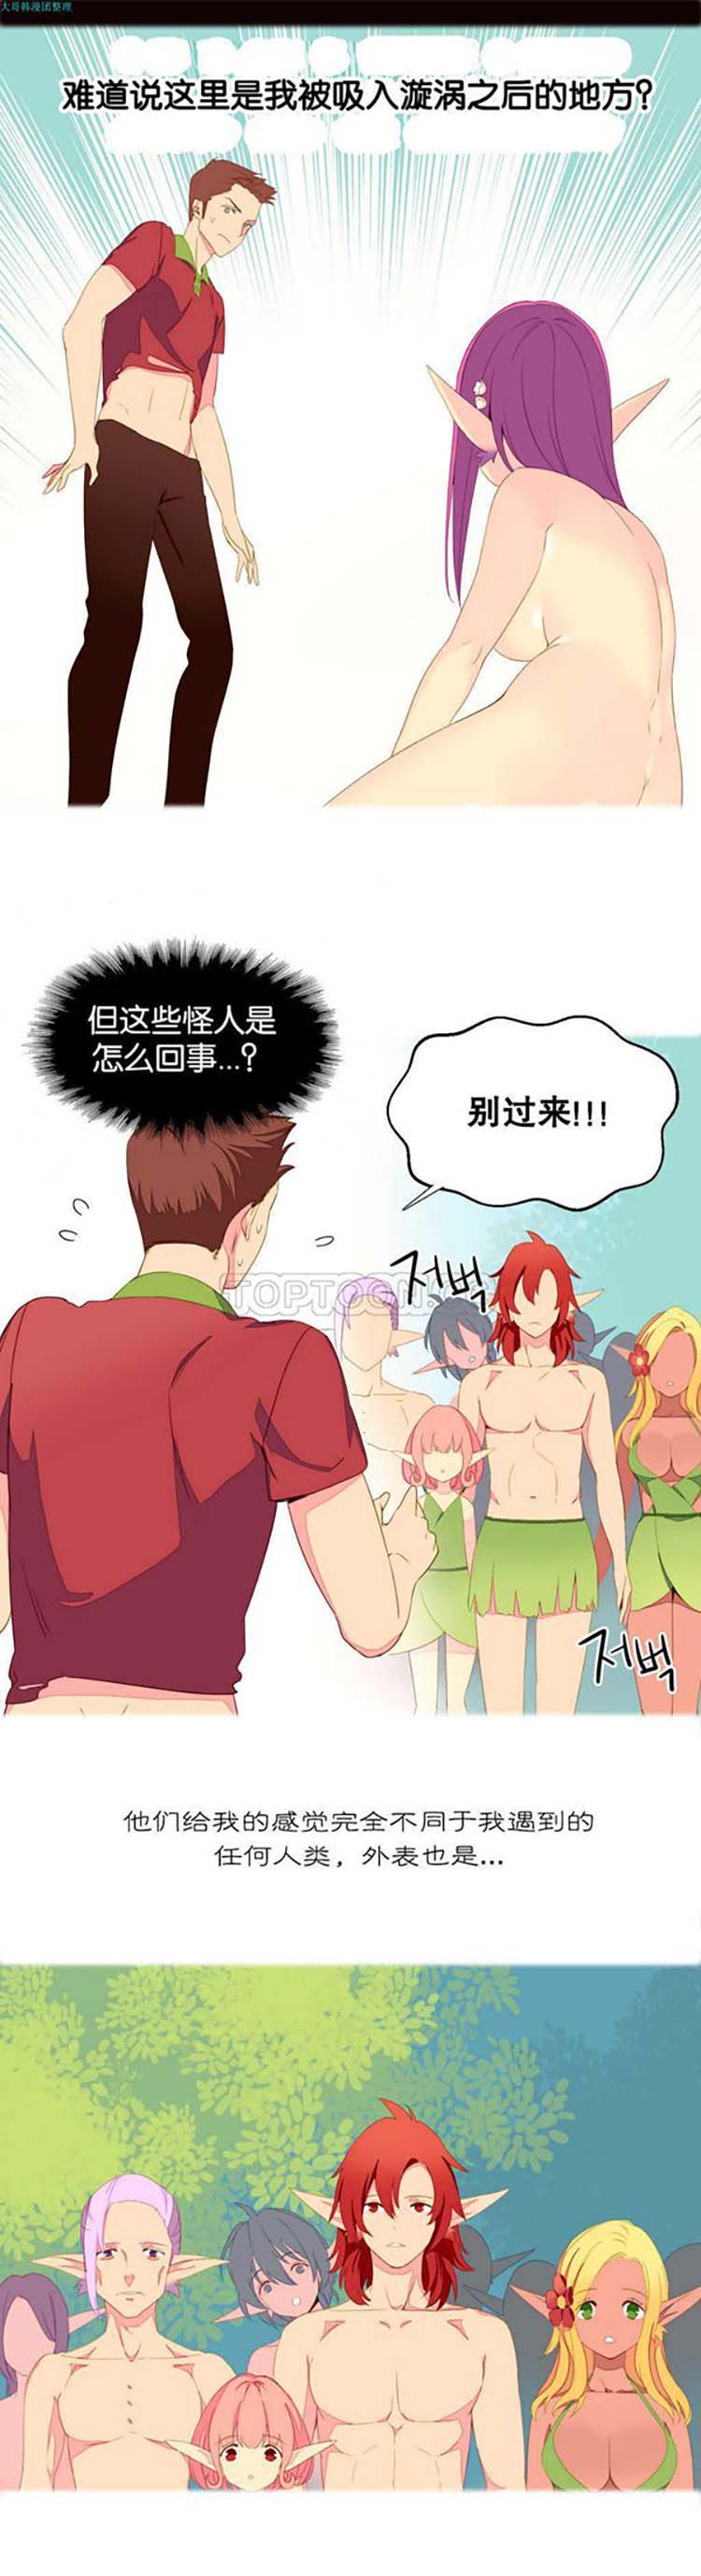 大哥韩漫团整理
难道说这里是我被吸入漩涡之后的地方?
但这些怪人是
怎么回事...?
别过来!!!
저벅
TOPTOON.
저벅
他们给我的感觉完全不同于我遇到的
任何人类，外表也是...